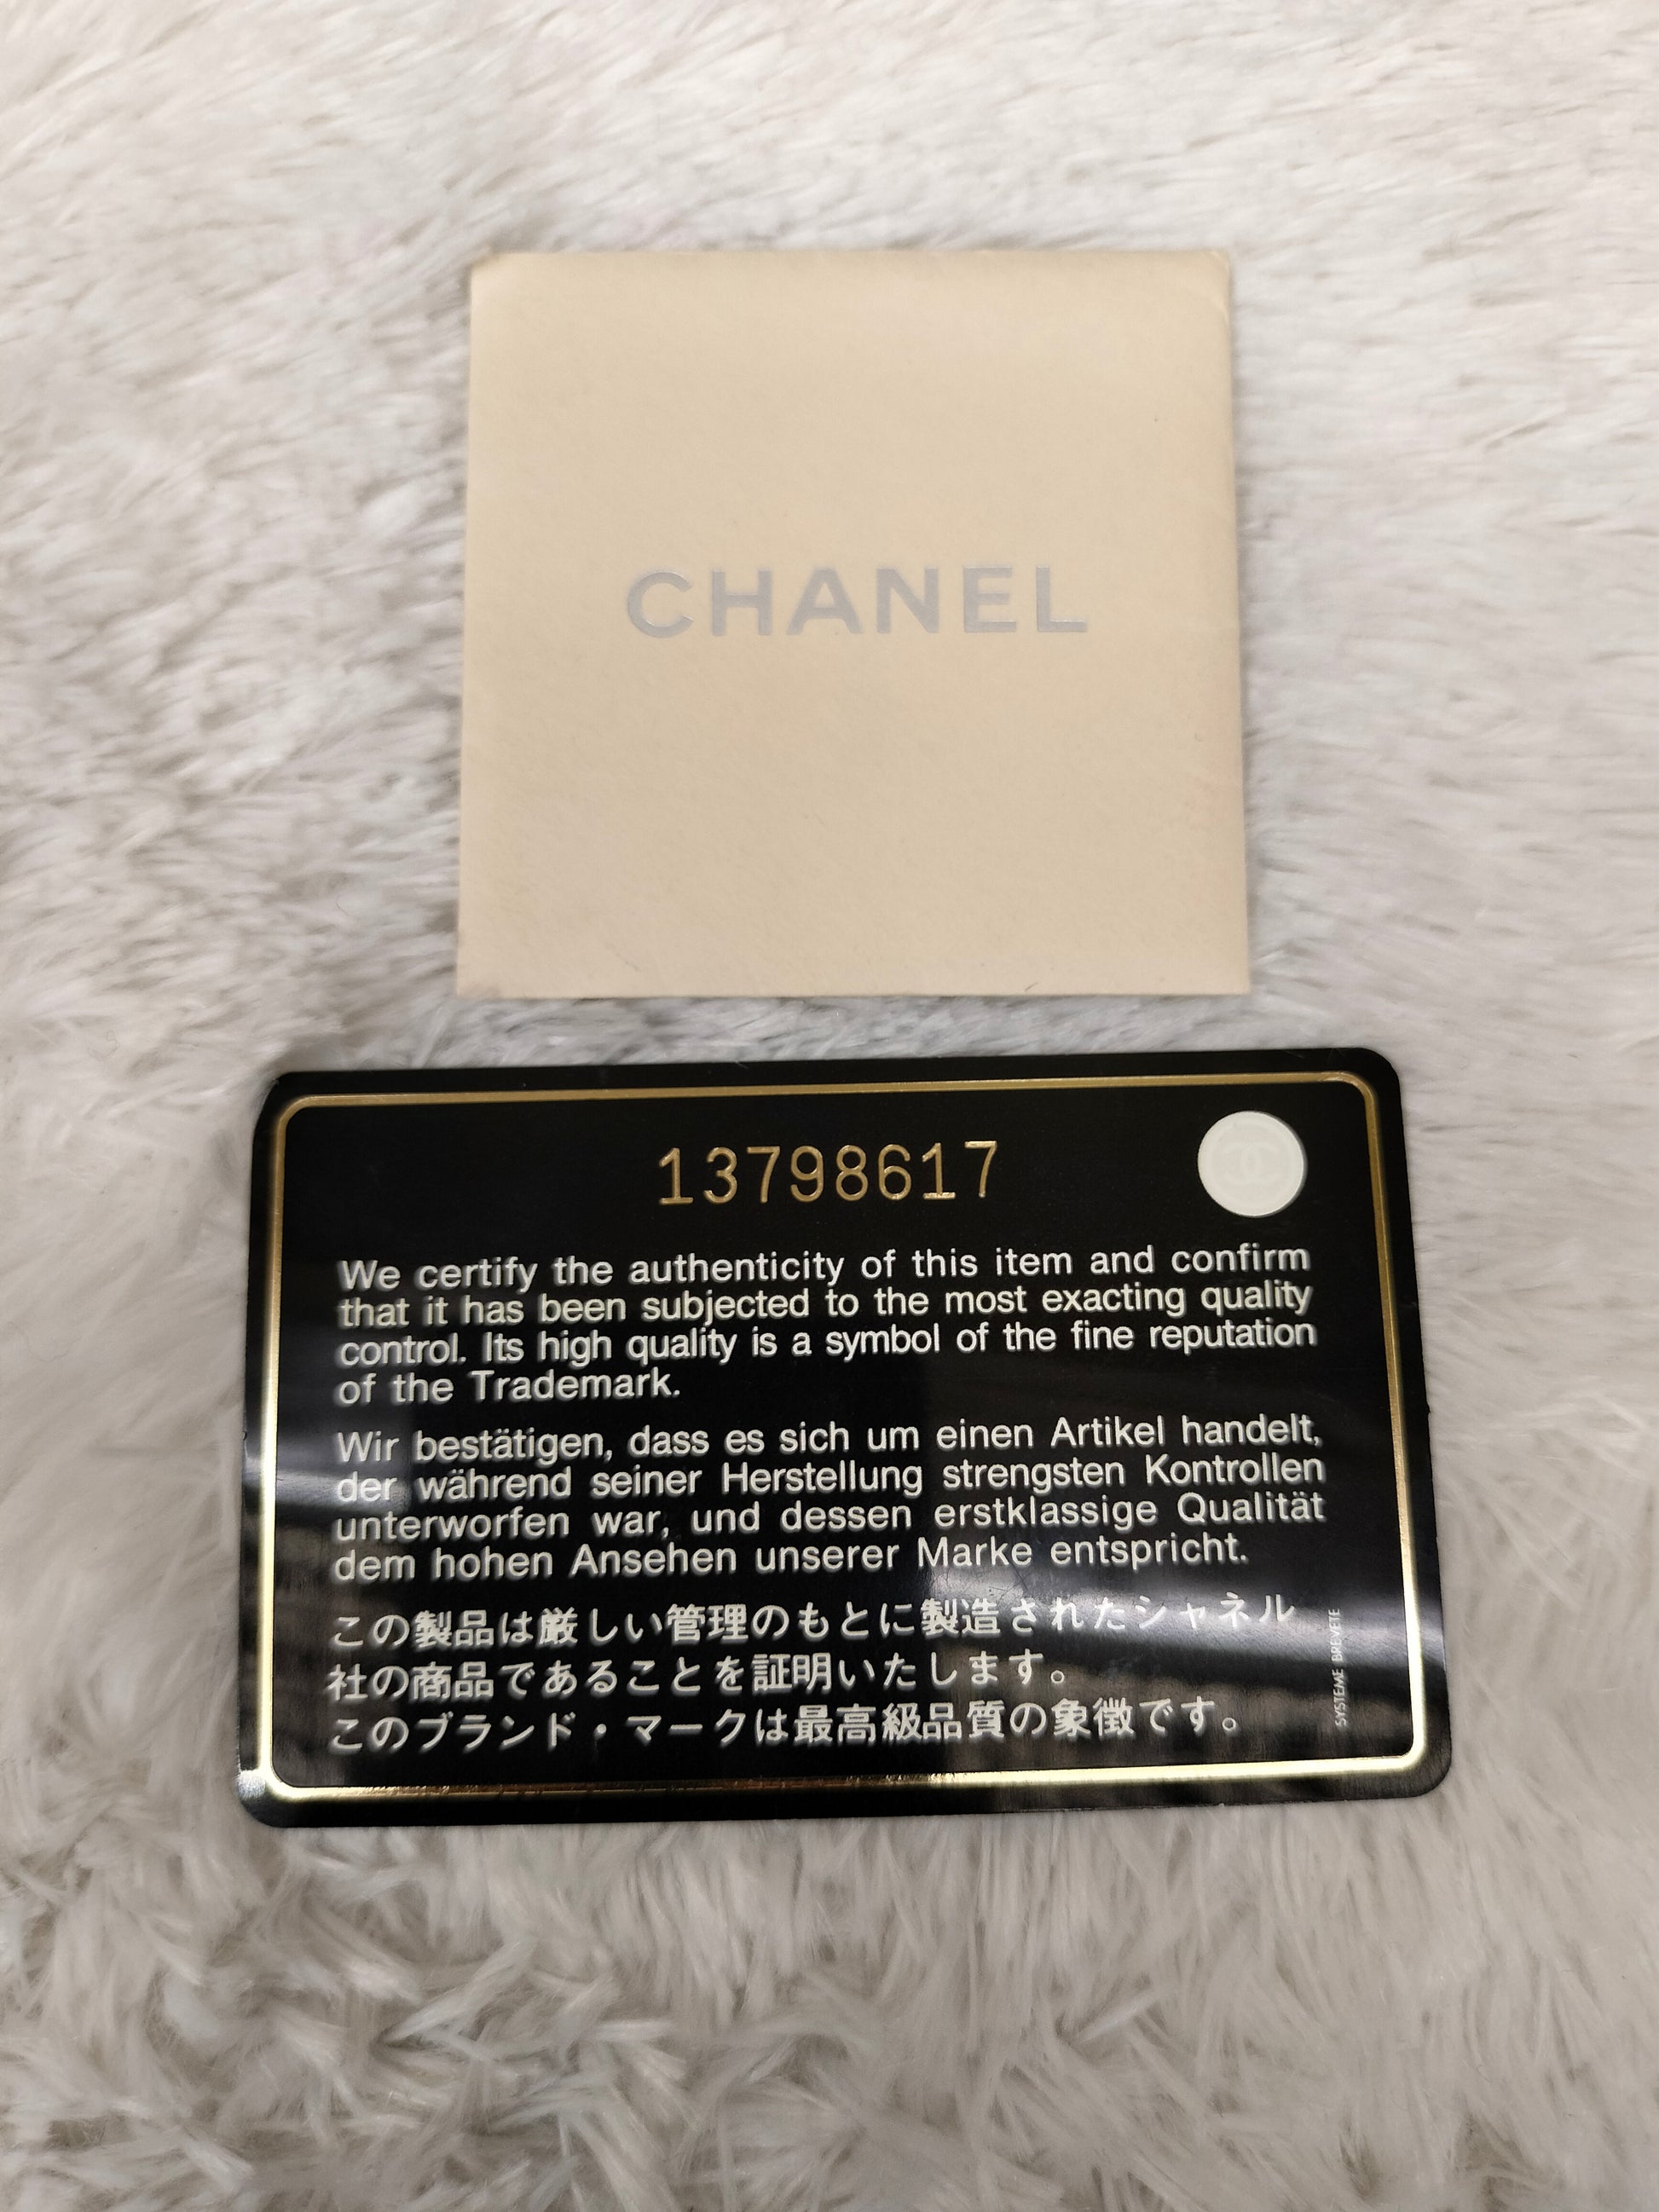 CHANEL
13798617
We certify the authenticity of this item and confirm
that it has been subjected to the most exacting quality
control. Its high quality is a symbol of the fine reputation
of the Trademark.
Wir bestätigen, dass es sich um einen Artikel handelt,
der während seiner Herstellung strengsten Kontrollen
unterworfen war, und dessen erstklassige Qualität
dem hohen Ansehen unserer Marke entspricht.
この製品は厳しい管理のもとに製造されたシャネル
社の商品であることを証明いたします。
このブランド・マークは最高級品質の象徴です。
SYSTEME BREVETE